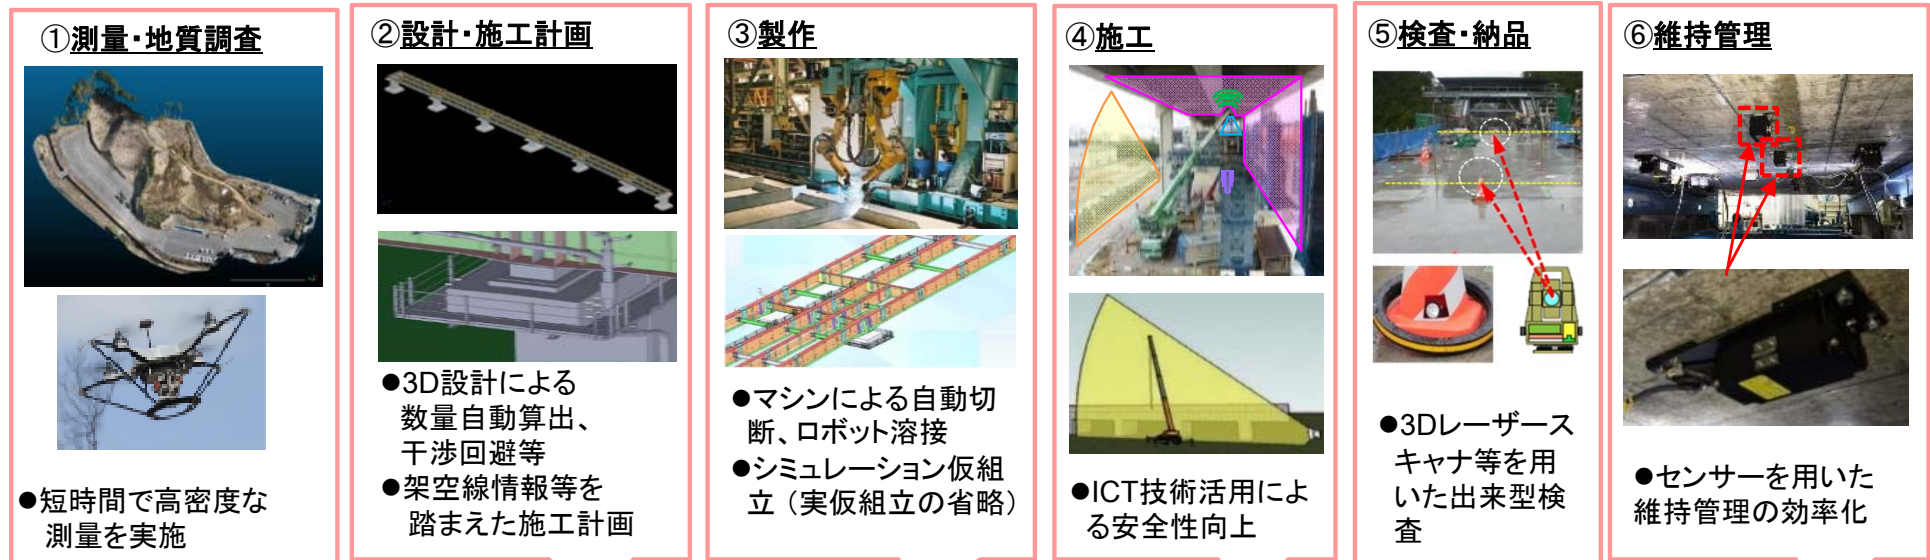 ①測量・地質調査
●短時間で高密度な
測量を実施
②設計・施工計画
●3D設計による
数量自動算出、
干渉回避等
●架空線情報等を
踏まえた施工計画
③製作
●マシンによる自動切
断、ロボット溶接
●シミュレーション仮組
立（実仮組立の省略）
④施工
●ICT技術活用によ
る安全性向上
⑤検査・納品
●3Dレーザース
キャナ等を用
いた出来型検
査
⑥維持管理
●センサーを用いた
維持管理の効率化